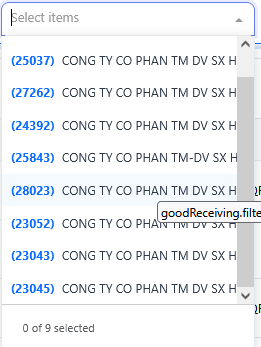 Select items
(25037) CONG TY CO PHAN TM DV SX H
(27262) CONG TY CO PHAN TM DV SX H
(24392) CONG TY CO PHAN TM DV SX H
(25843) CONG TY CO PHAN TM-DV SX H
(28023) CONG TY CO PHAN TM DV SX H
goodReceiving.filte
(23052) CONG TY CO PHAN TM DV SX H
(23043) CONG TY CO PHAN TM DV SX H
(23045) CONG TY CO PHAN TM DV SX H
0 of 9 selected